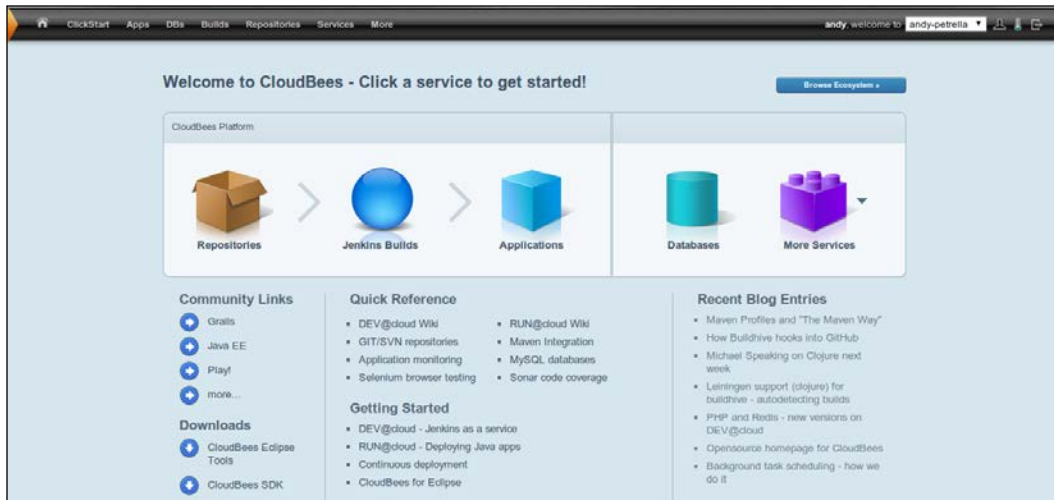 ClickStart Apps DBs Builds Repositories Services More
andy, welcome to andy-petrella
Welcome to CloudBees - Click a service to get started!
Browse Ecosystem »
CloudBees Platform
Repositories
Jenkins Builds
Applications
Databases
More Services
Community Links
Grails
Java EE
Play!
more...
Downloads
CloudBees Eclipse
Tools
CloudBees SDK
Quick Reference
DEV@cloud Wiki
GIT/SVN repositories
Application monitoring
Selenium browser testing
RUN@cloud Wiki
Maven Integration
MySQL databases
Sonar code coverage
Getting Started
DEV@cloud - Jenkins as a service
RUN@cloud - Deploying Java apps
Continuous deployment
CloudBees for Eclipse
Recent Blog Entries
Maven Profiles and "The Maven Way"
How Buildhive hooks into GitHub
Michael Speaking on Clojure next
week
Leiningen support (clojure) for
buildhive - autodetecting builds
PHP and Redis - new versions on
DEV@cloud
Opensource homepage for CloudBees
Background task scheduling - how we
do it